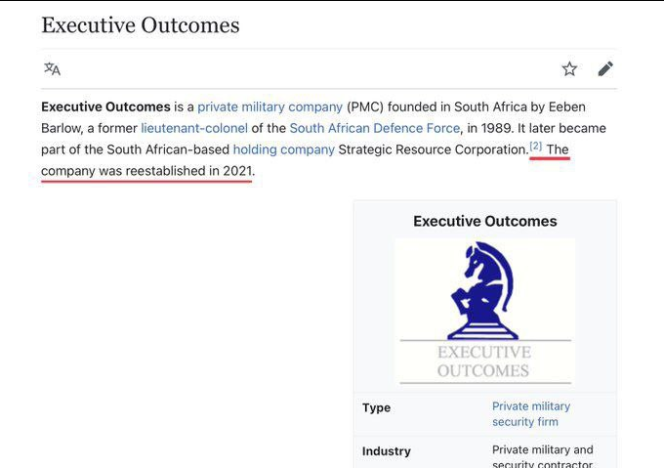 Executive Outcomes
Executive Outcomes is a private military company (PMC) founded in South Africa by Eeben
Barlow, a former lieutenant-colonel of the South African Defence Force, in 1989. It later became
part of the South African-based holding company Strategic Resource Corporation.[2] The
company was reestablished in 2021.
Executive Outcomes
EXECUTIVE
OUTCOMES
Type Private military
security firm
Industry Private military and
security contractor